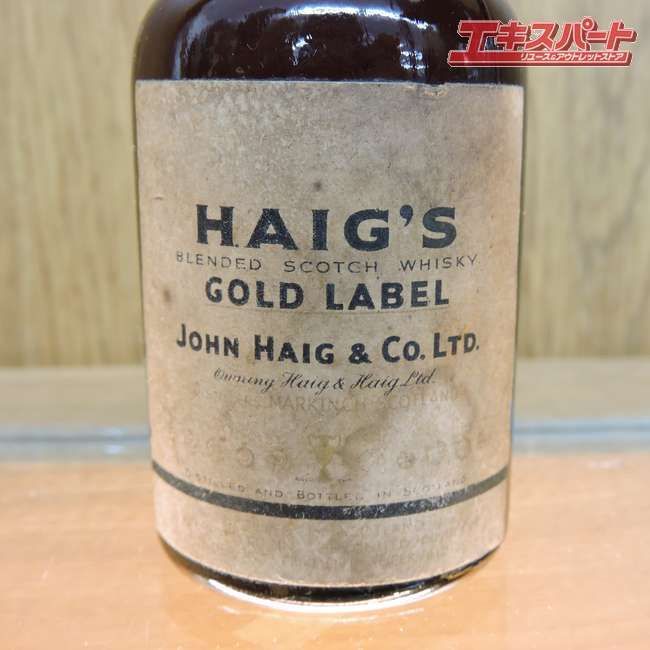 エキスパート
リユース&アウトレットストア
HAIG'S
BLENDED SCOTCH WHISKY
GOLD LABEL
JOHN HAIG & CO. LTD.
Owning Haig & Haig Ltd.
MARKINCH SCOTLAND
DISTILLED AND BOTTLED IN SCOTLAND